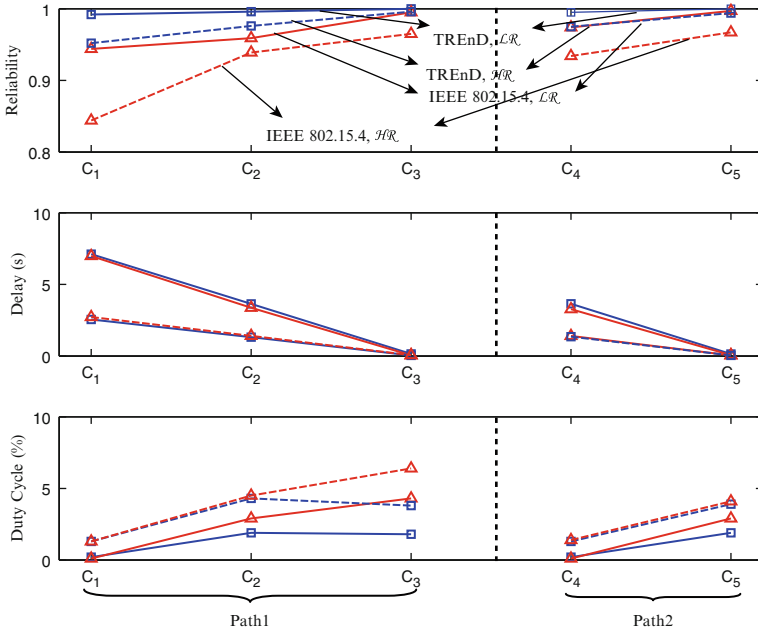 1
0.9
0.8
Reliability
TREnD, ℒℛ
TREnD, ℋℛ
IEEE 802.15.4, ℒℛ
IEEE 802.15.4, ℋℛ
C1 C2 C3 C4 C5
10
5
0
Delay (s)
C1 C2 C3 C4 C5
10
5
0
Duty Cycle (%)
C1 C2 C3 C4 C5
Path1 Path2